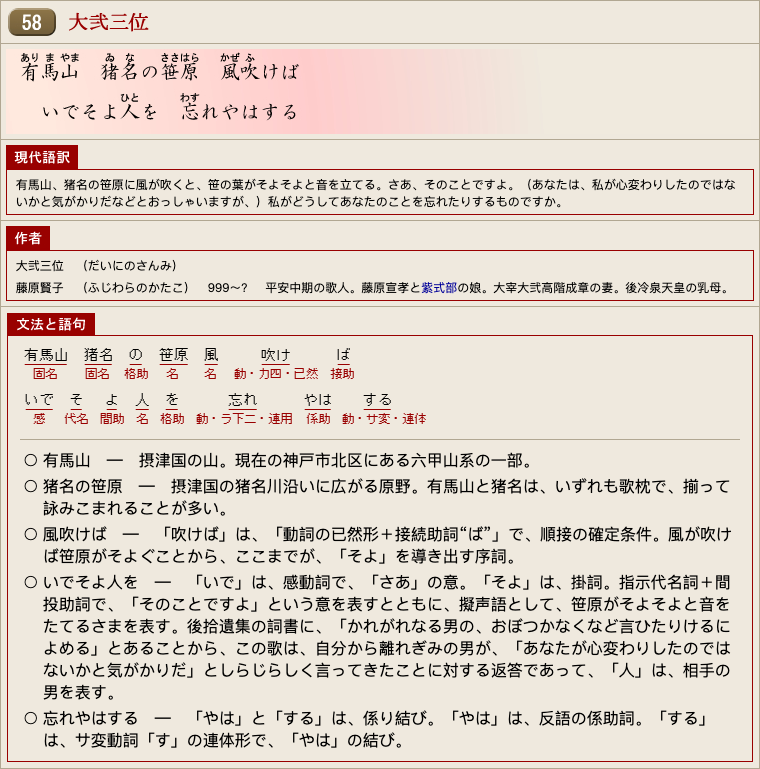 58 大弐三位
有馬山　猪名の笹原　風吹けば
あり ま やま　ゐ な　ささはら　かぜ ふ
いでそよ人を　忘れやはする
ひと　わす
現代語訳
有馬山、猪名の笹原に風が吹くと、笹の葉がそよそよと音を立てる。さあ、そのことですよ。（あなたは、私が心変わりしたのではな
いかと気がかりだなどとおっしゃいますが、）私がどうしてあなたのことを忘れたりするものですか。
作者
大弐三位　（だいにのさんみ）
藤原賢子　（ふじわらのかたこ）　999～?　平安中期の歌人。藤原宣孝と紫式部の娘。大宰大弐高階成章の妻。後冷泉天皇の乳母。
文法と語句
有馬山　猪名　の　笹原　風　吹け　ば
固名　固名　格助　名　名　動・力四・已然　接助
いで　そ　よ　人　を　忘れ　やは　する
感　代名　間助　名　格助　動・ラ下二・連用　係助　動・サ変・連体
○ 有馬山　―　摂津国の山。現在の神戸市北区にある六甲山系の一部。
○ 猪名の笹原　―　摂津国の猪名川沿いに広がる原野。有馬山と猪名は、いずれも歌枕で、揃って
詠みこまれることが多い。
○ 風吹けば　―　「吹けば」は、「動詞の已然形＋接続助詞“ば”」で、順接の確定条件。風が吹け
ば笹原がそよぐことから、ここまでが、「そよ」を導き出す序詞。
○ いでそよ人を　―　「いで」は、感動詞で、「さあ」の意。「そよ」は、掛詞。指示代名詞＋間
投助詞で、「そのことですよ」という意を表すとともに、擬声語として、笹原がそよそよと音を
たてるさまを表す。後拾遺集の詞書に、「かれがれなる男の、おぼつかなくなど言ひたりけるに
よめる」とあることから、この歌は、自分から離れぎみの男が、「あなたが心変わりしたのでは
ないかと気がかりだ」としらじらしく言ってきたことに対する返答であって、「人」は、相手の
男を表す。
○ 忘れやはする　―　「やは」と「する」は、係り結び。「やは」は、反語の係助詞。「する」
は、サ変動詞「す」の連体形で、「やは」の結び。